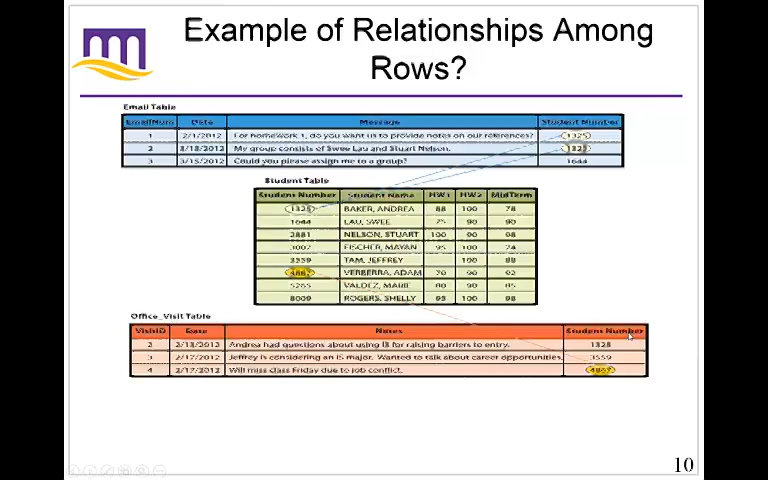 Example of Relationships Among
Rows?
Email Table
EmailNum Date Message Student Number
1 2/1/2012 For homework 1, do you want us to provide notes on our references? 1325
2 3/15/2012 My group consists of Swee Lau and Stuart Nelson. 1325
3 3/15/2012 Could you please assign me to a group? 1644
Student Table
Student Number Student Name HW1 HW2 MidTerm
1325 BAKER, ANDREA 88 100 78
1644 LAU, SWEE 75 90 90
2881 NELSON, STUART 100 90 98
3007 FISCHER, MAYAN 95 100 74
3559 TAM, JEFFREY 100 88
4867 VERBERRA, ADAM 70 90 92
5265 VALDEZ, MARIE 80 90 85
8009 ROGERS, SHELLY 95 100 98
Office_Visit Table
VisitID Date Notes Student Number
2 2/13/2012 Andrea had questions about using IS for raising barriers to entry. 1325
3 2/17/2012 Jeffrey is considering an IS major. Wanted to talk about career opportunities. 3559
4 2/17/2012 Will miss class Friday due to job conflict. 4867
10